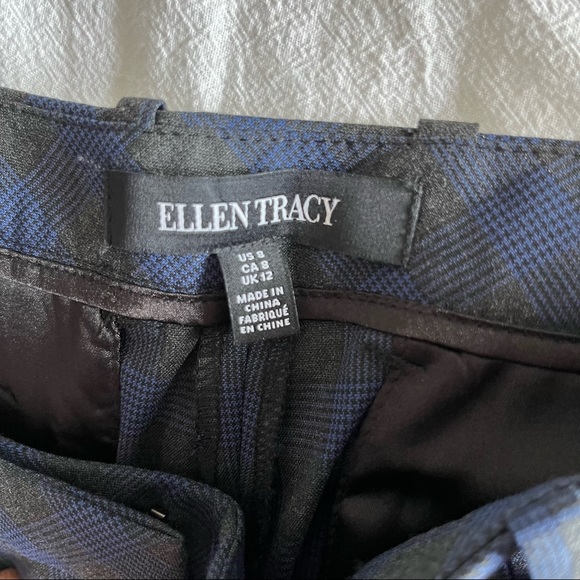 ELLEN TRACY
US 8
CA 8
UK 12
MADE IN
CHINA
FABRIQUÉ
EN CHINE